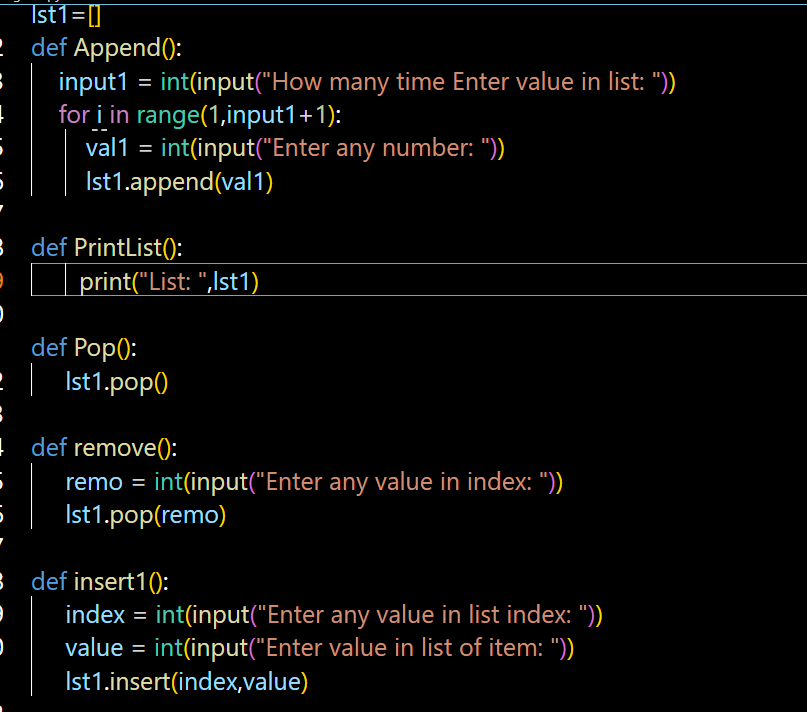 lst1=[]
def Append():
input1 = int(input("How many time Enter value in list: "))
for i in range(1,input1+1):
val1 = int(input("Enter any number: "))
lst1.append(val1)
def PrintList():
print("List: ",lst1)
def Pop():
lst1.pop()
def remove():
remo = int(input("Enter any value in index: "))
lst1.pop(remo)
def insert1():
index = int(input("Enter any value in list index: "))
value = int(input("Enter value in list of item: "))
lst1.insert(index,value)